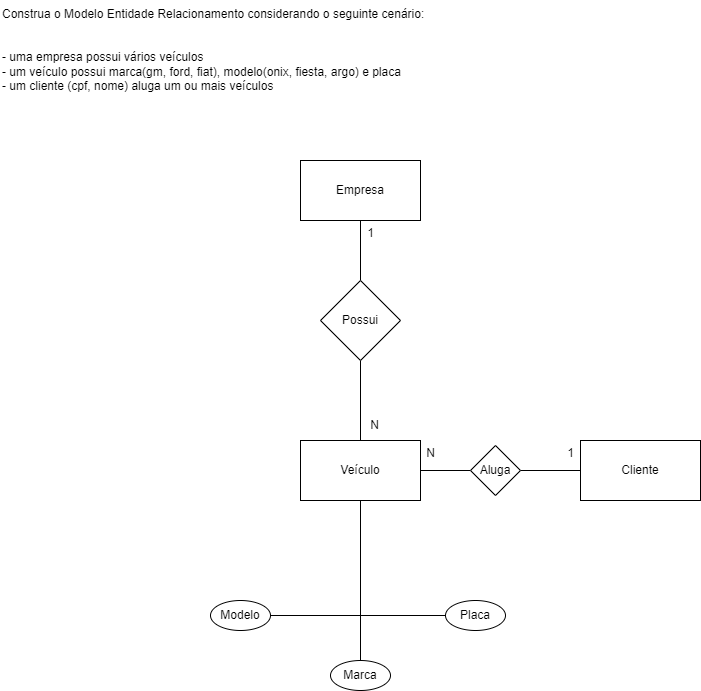 Construa o Modelo Entidade Relacionamento considerando o seguinte cenário:
- uma empresa possui vários veículos
- um veículo possui marca(gm, ford, fiat), modelo(onix, fiesta, argo) e placa
- um cliente (cpf, nome) aluga um ou mais veículos
Empresa
1
Possui
N
N
1
Veículo
Aluga
Cliente
Modelo
Placa
Marca